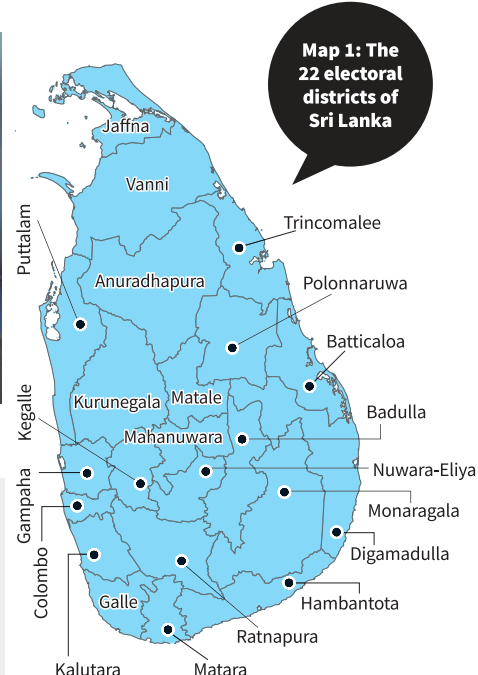 Map 1: The
22 electoral
districts of
Sri Lanka
Jaffna
Vanni
Trincomalee
Puttalam
Anuradhapura
Polonnaruwa
Batticaloa
Kegalle
Kurunegala
Matale
Badulla
Mahanuwara
Nuwara-Eliya
Gampaha
Monaragala
Digamadulla
Colombo
Galle
Hambantota
Ratnapura
Kalutara
Matara